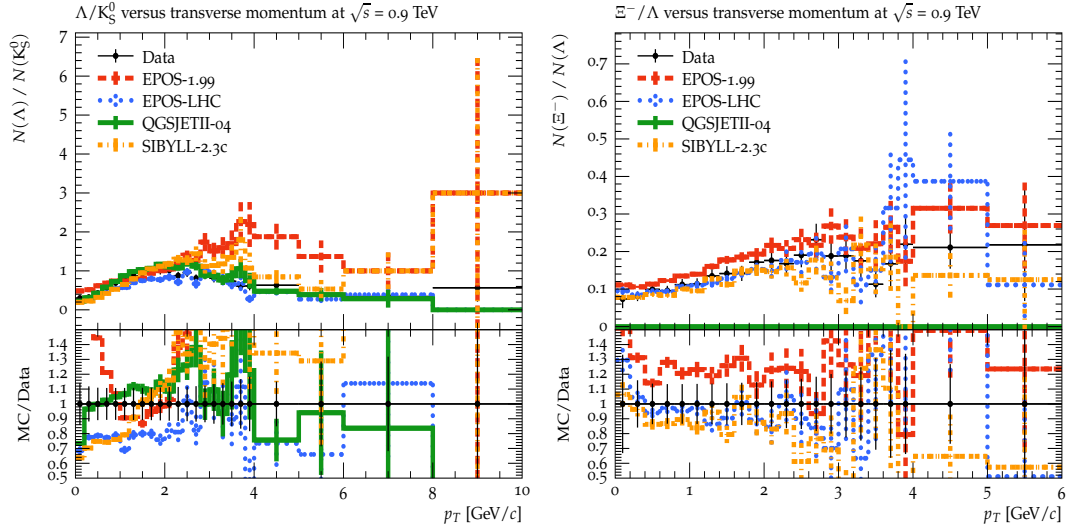 Λ/K⁰S versus transverse momentum at √s = 0.9 TeV
N(Λ) / N(K⁰S)
7
6
5
4
3
2
1
0
Data
EPOS-1.99
EPOS-LHC
QGSJETII-04
SIBYLL-2.3c
MC/Data
1.4
1.3
1.2
1.1
1
0.9
0.8
0.7
0.6
0.5
0 2 4 6 8 10
pT [GeV/c]
Ξ⁻/Λ versus transverse momentum at √s = 0.9 TeV
N(Ξ⁻) / N(Λ)
0.7
0.6
0.5
0.4
0.3
0.2
0.1
0
Data
EPOS-1.99
EPOS-LHC
QGSJETII-04
SIBYLL-2.3c
MC/Data
1.4
1.3
1.2
1.1
1
0.9
0.8
0.7
0.6
0.5
0 1 2 3 4 5 6
pT [GeV/c]